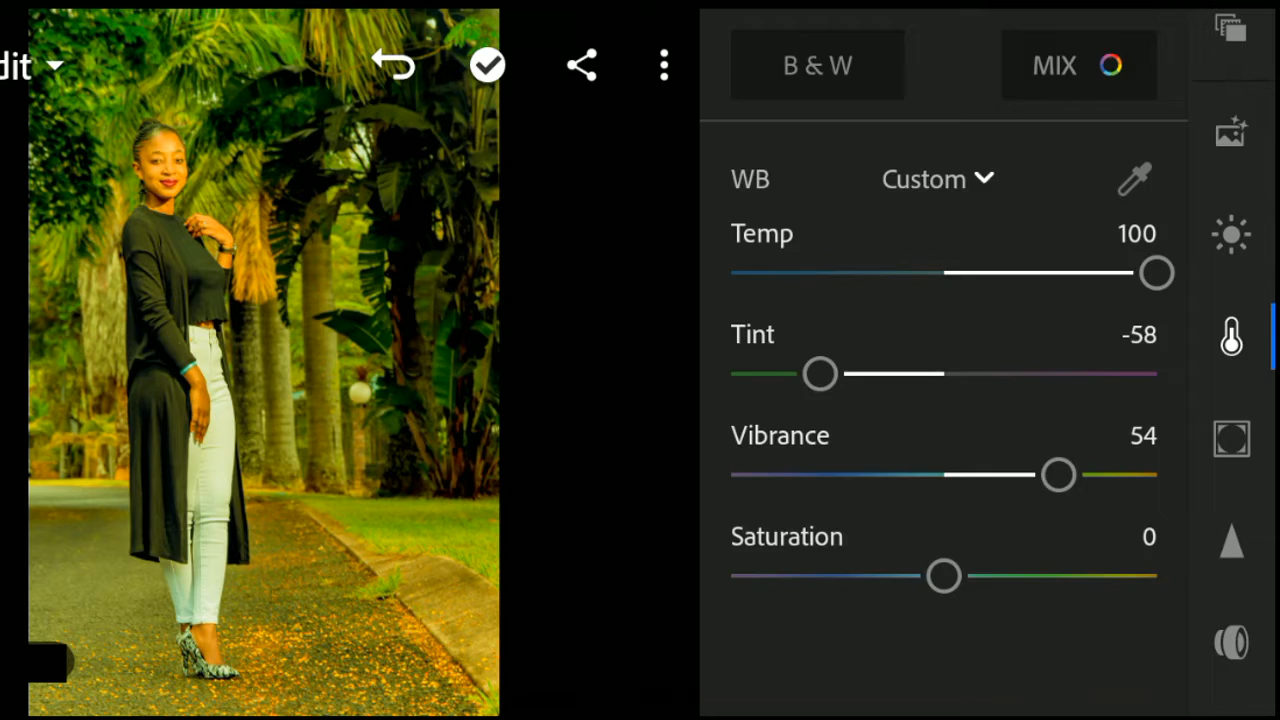 dit
B & W
MIX
WB
Custom
Temp
100
Tint
-58
Vibrance
54
Saturation
0